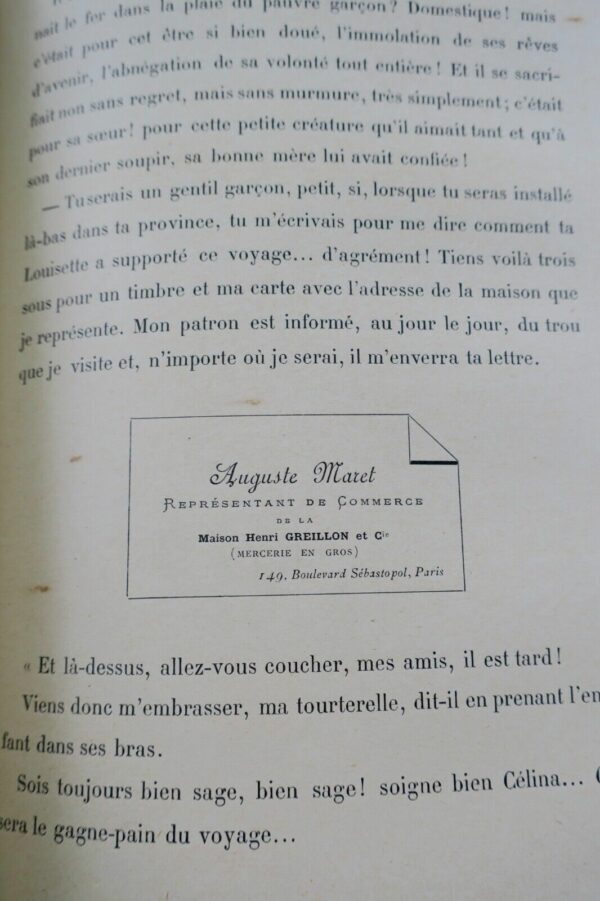 nait le fer dans la plaie du pauvre garçon? Domestique! mais
c'était pour cet être si bien doué, l'immolation de ses rêves
d'avenir, l'abnégation de sa volonté tout entière! Et il se sacri-
fiait non sans regret, mais sans murmure, très simplement; c'était
pour sa sœur! pour cette petite créature qu'il aimait tant et qu'à
son dernier soupir, sa bonne mère lui avait confiée!
— Tu serais un gentil garçon, petit, si, lorsque tu seras installé
là-bas dans ta province, tu m'écrivais pour me dire comment ta
Louisette a supporté ce voyage... d'agrément! Tiens voilà trois
sous pour un timbre et ma carte avec l'adresse de la maison que
je représente. Mon patron est informé, au jour le jour, du trou
que je visite et, n'importe où je serai, il m'enverra ta lettre.
Auguste Maret
REPRÉSENTANT DE COMMERCE
DE LA
Maison Henri GREILLON et Cie
(MERCERIE EN GROS)
149, Boulevard Sébastopol, Paris
« Et là-dessus, allez-vous coucher, mes amis, il est tard!
Viens donc m'embrasser, ma tourterelle, dit-il en prenant l'en
fant dans ses bras.
Sois toujours bien sage, bien sage! soigne bien Célina...
sera le gagne-pain du voyage...